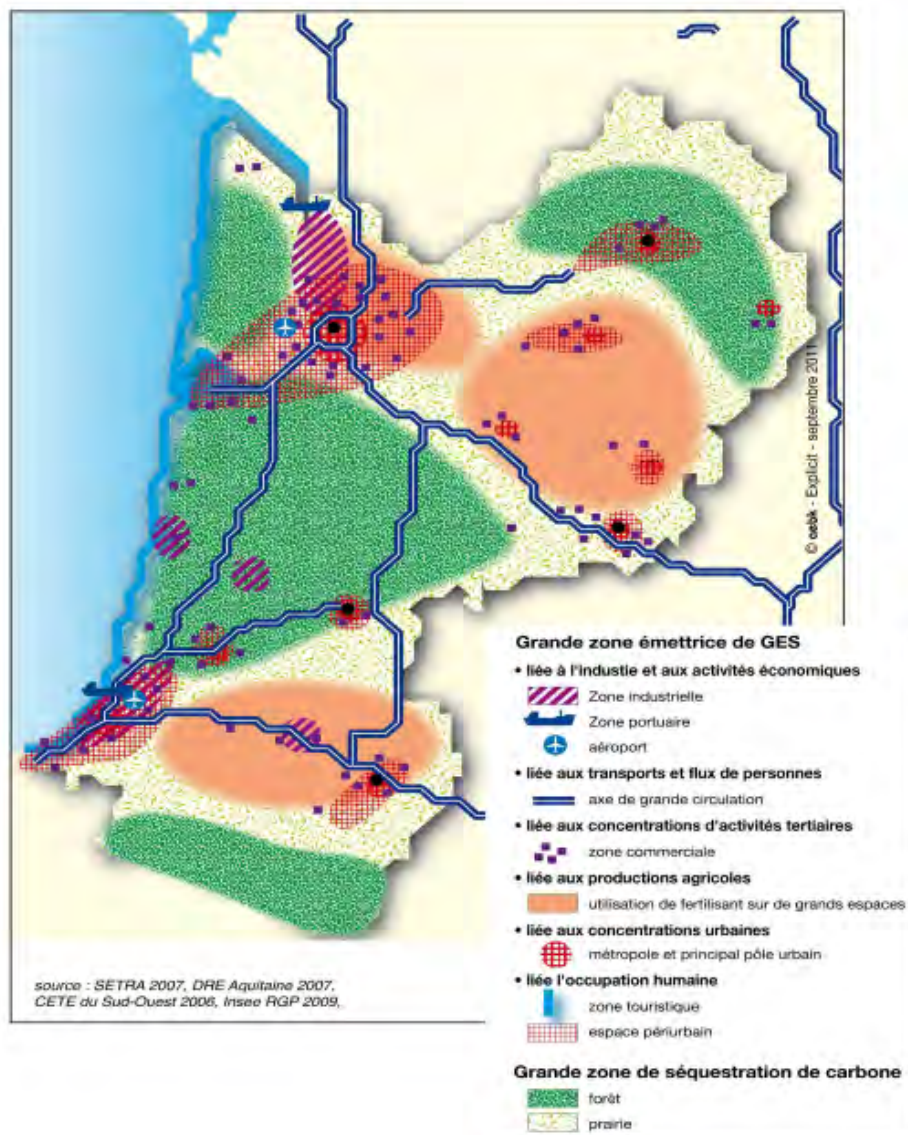 © oebk - Explicit - septembre 2011
Grande zone émettrice de GES
• liée à l'industie et aux activités économiques
Zone industrielle
Zone portuaire
aéroport
• liée aux transports et flux de personnes
axe de grande circulation
• liée aux concentrations d'activités tertiaires
zone commerciale
• liée aux productions agricoles
utilisation de fertilisant sur de grands espaces
• liée aux concentrations urbaines
métropole et principal pôle urbain
• liée l'occupation humaine
zone touristique
espace périurbain
Grande zone de séquestration de carbone
forêt
prairie
source : SETRA 2007, DRE Aquitaine 2007,
CETE du Sud-Ouest 2006, Insee RGP 2009,